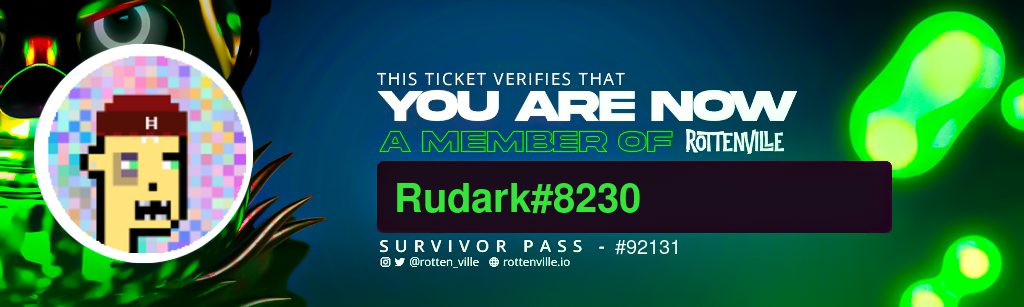 THIS TICKET VERIFIES THAT
YOU ARE NOW
A MEMBER OF ROTTENVILLE
Rudark#8230
SURVIVOR PASS - #92131
@rotten_ville rottenville.io
H